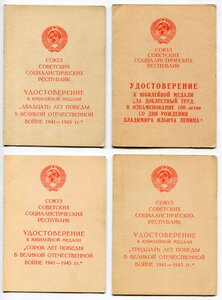 СОЮЗ
СОВЕТСКИХ
СОЦИАЛИСТИЧЕСКИХ
РЕСПУБЛИК
УДОСТОВЕРЕНИЕ
К ЮБИЛЕЙНОЙ МЕДАЛИ
„ДВАДЦАТЬ ЛЕТ ПОБЕДЫ
В ВЕЛИКОЙ ОТЕЧЕСТВЕННОЙ
ВОЙНЕ 1941—1945 гг."
СОЮЗ
СОВЕТСКИХ
СОЦИАЛИСТИЧЕСКИХ
РЕСПУБЛИК
УДОСТОВЕРЕНИЕ
К ЮБИЛЕЙНОЙ МЕДАЛИ
„ЗА ДОБЛЕСТНЫЙ ТРУД.
В ОЗНАМЕНОВАНИЕ 100-летия
СО ДНЯ РОЖДЕНИЯ
ВЛАДИМИРА ИЛЬИЧА ЛЕНИНА"
СОЮЗ
СОВЕТСКИХ
СОЦИАЛИСТИЧЕСКИХ
РЕСПУБЛИК
УДОСТОВЕРЕНИЕ
К ЮБИЛЕЙНОЙ МЕДАЛИ
„СОРОК ЛЕТ ПОБЕДЫ
В ВЕЛИКОЙ ОТЕЧЕСТВЕННОЙ
ВОЙНЕ 1941—1945 гг."
СОЮЗ
СОВЕТСКИХ
СОЦИАЛИСТИЧЕСКИХ
РЕСПУБЛИК
УДОСТОВЕРЕНИЕ
К ЮБИЛЕЙНОЙ МЕДАЛИ
„ТРИДЦАТЬ ЛЕТ ПОБЕДЫ
В ВЕЛИКОЙ ОТЕЧЕСТВЕННОЙ
ВОЙНЕ 1941—1945 гг."